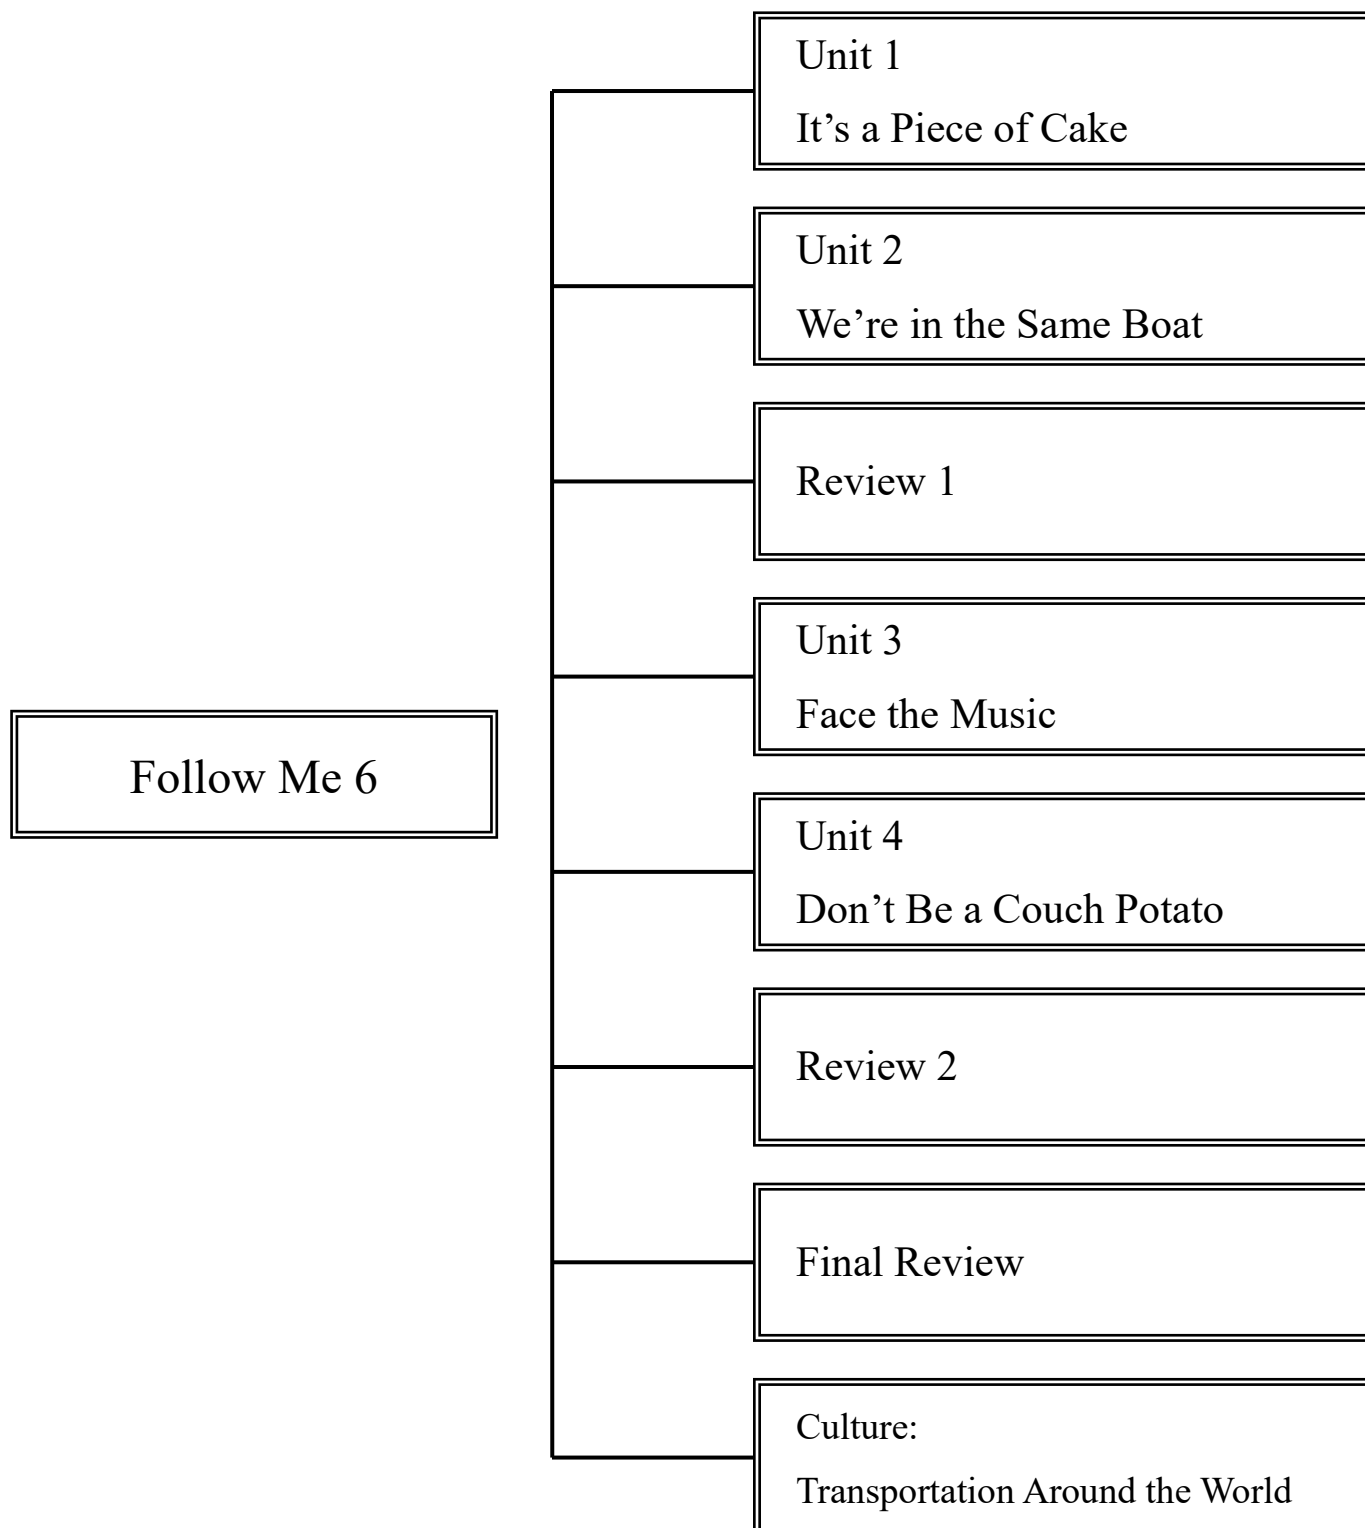 Unit 1
It’s a Piece of Cake
Unit 2
We’re in the Same Boat
Review 1
Unit 3
Face the Music
Follow Me 6
Unit 4
Don’t Be a Couch Potato
Review 2
Final Review
Culture:
Transportation Around the World